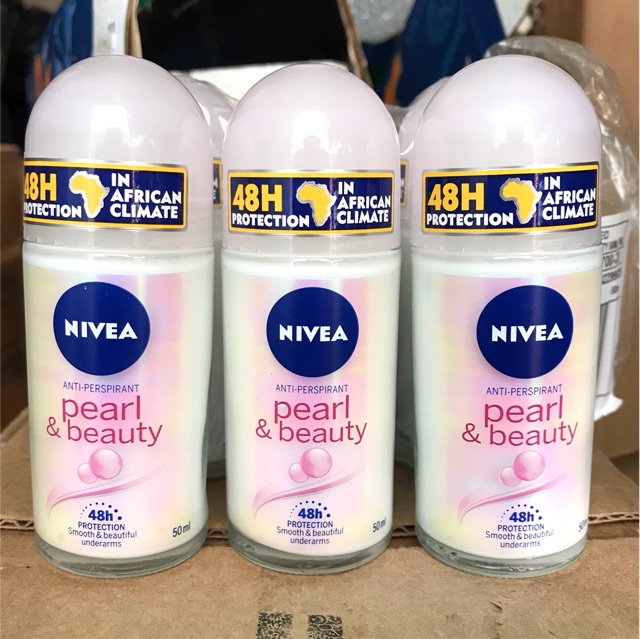 48H
PROTECTION
IN
AFRICAN
CLIMATE
NIVEA
ANTI-PERSPIRANT
pearl
& beauty
48h
PROTECTION
Smooth & beautiful
underarms
50ml
48H
PROTECTION
IN
AFRICAN
CLIMATE
NIVEA
ANTI-PERSPIRANT
pearl
& beauty
48h
PROTECTION
Smooth & beautiful
underarms
50ml
48H
PROTECTION
IN
AFRICAN
CLIMATE
NIVEA
ANTI-PERSPIRANT
pearl
& beauty
48h
PROTECTION
Smooth & beautiful
underarms